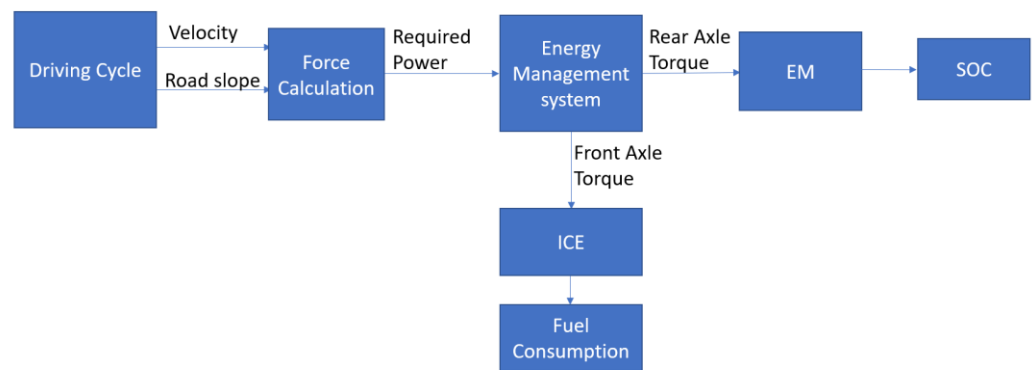 Driving Cycle
Velocity
Road slope
Force
Calculation
Required
Power
Energy
Management
system
Rear Axle
Torque
EM
SOC
Front Axle
Torque
ICE
Fuel
Consumption